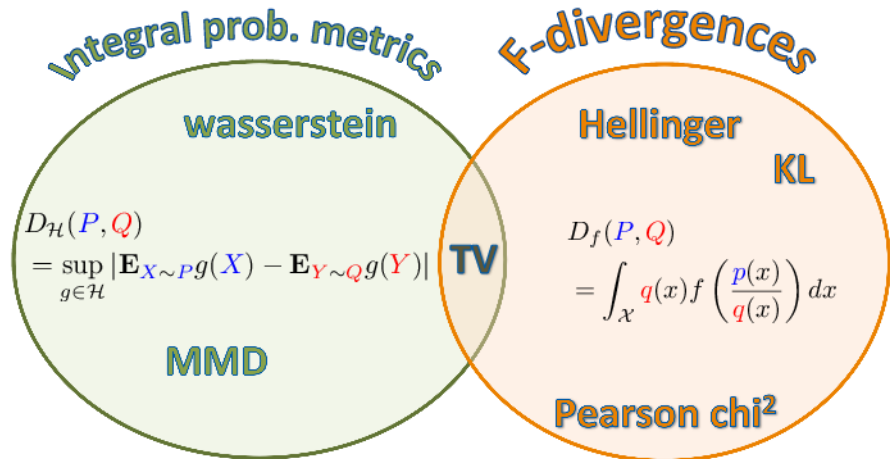 Integral prob. metrics
F-divergences
wasserstein
Hellinger
KL
D_ℋ(P, Q)
= sup_{g∈ℋ} |E_{X∼P} g(X) − E_{Y∼Q} g(Y)|
TV
D_f(P, Q)
= ∫_𝒳 q(x) f (p(x)/q(x)) dx
MMD
Pearson chi²